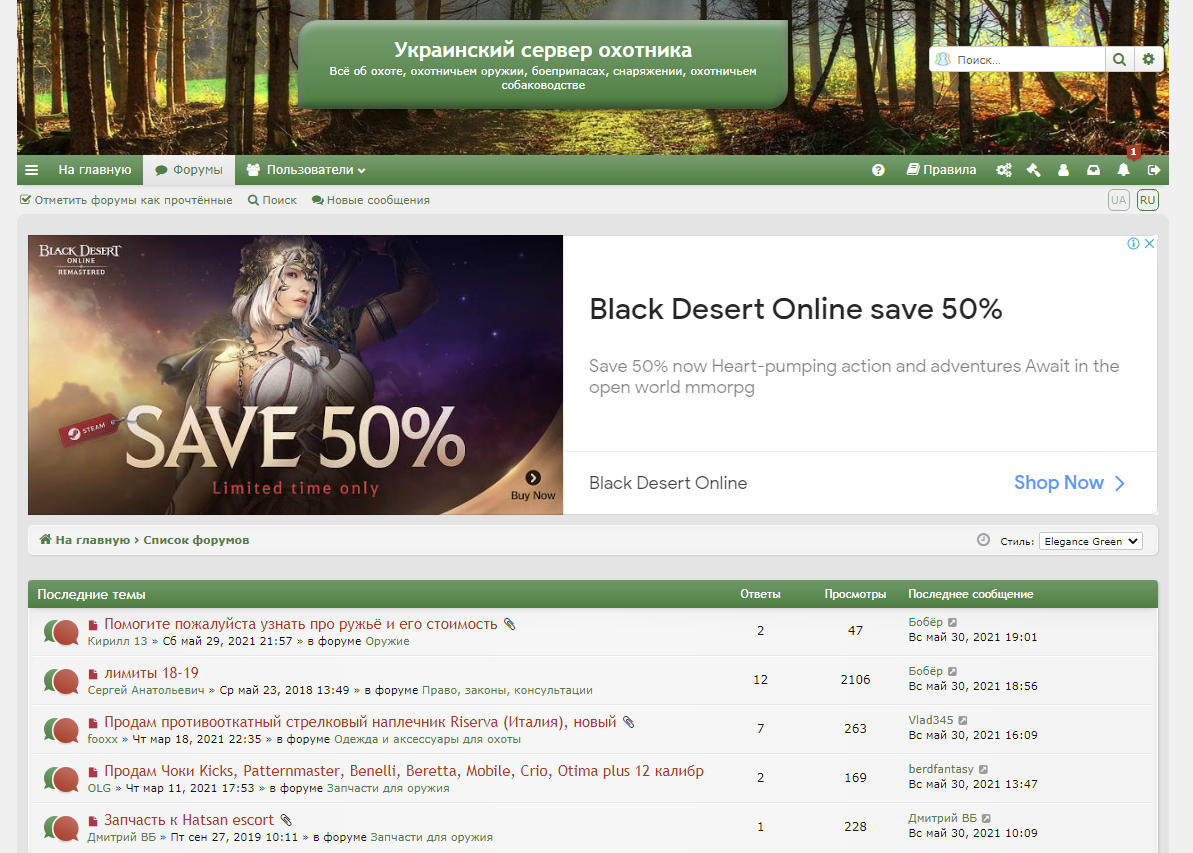 Украинский сервер охотника
Всё об охоте, охотничьем оружии, боеприпасах, снаряжении, охотничьем
собаководстве
Поиск...
1
На главную Форумы Пользователи Правила
Отметить форумы как прочтённые Поиск Новые сообщения UA RU
BLACK DESERT
ONLINE
REMASTERED
STEAM
SAVE 50%
Limited time only
Buy Now
Black Desert Online save 50%
Save 50% now Heart-pumping action and adventures Await in the
open world mmorpg
Black Desert Online Shop Now
На главную › Список форумов Стиль: Elegance Green
Последние темы Ответы Просмотры Последнее сообщение
Помогите пожалуйста узнать про ружьё и его стоимость
Кирилл 13 » Сб май 29, 2021 21:57 » в форуме Оружие
2 47
Бобёр
Вс май 30, 2021 19:01
лимиты 18-19
Сергей Анатольевич » Ср май 23, 2018 13:49 » в форуме Право, законы, консультации
12 2106
Бобёр
Вс май 30, 2021 18:56
Продам противооткатный стрелковый наплечник Riserva (Италия), новый
fooxx » Чт мар 18, 2021 22:35 » в форуме Одежда и аксессуары для охоты
7 263
Vlad345
Вс май 30, 2021 16:09
Продам Чоки Kicks, Patternmaster, Benelli, Beretta, Mobile, Crio, Otima plus 12 калибр
OLG » Чт мар 11, 2021 17:53 » в форуме Запчасти для оружия
2 169
berdfantasy
Вс май 30, 2021 13:47
Запчасть к Hatsan escort
Дмитрий ВБ » Пт сен 27, 2019 10:11 » в форуме Запчасти для оружия
1 228
Дмитрий ВБ
Вс май 30, 2021 10:09